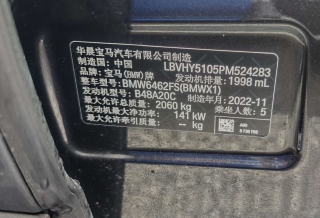 华晨宝马汽车有限公司制造
制造国：中国 LBVHY5105PM524283
品牌：宝马(BMW)牌 发动机排量：1998 mL
整车型号：BMW6462FS(BMWX1)
发动机型号：B48A20C 制造年月：2022-11
最大允许总质量：2060 kg 乘坐人数：5
发动机最大净功率：141 kW
最大允许牵引质量：-- kg